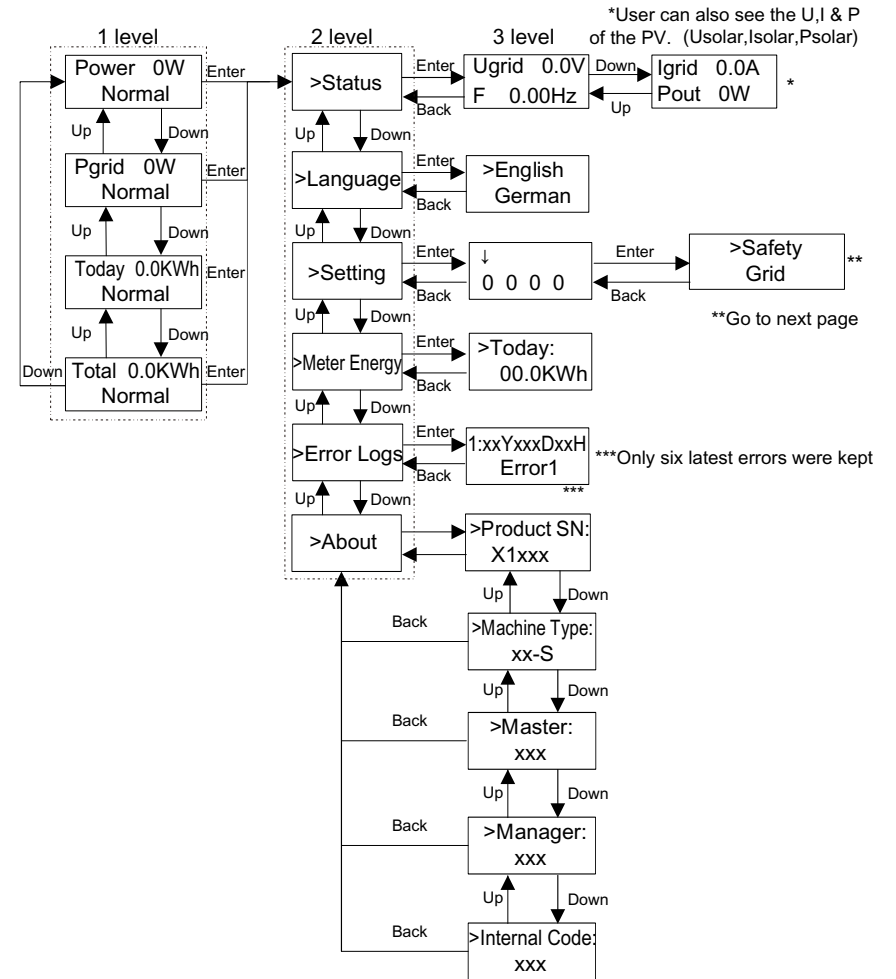 *User can also see the U,I & P
of the PV. (Usolar,Isolar,Psolar)
1 level
2 level
3 level
Power 0W
Normal
Enter
Up
Down
Pgrid 0W
Normal
Enter
Up
Down
Today 0.0KWh
Normal
Enter
Up
Down
Down
Total 0.0KWh
Normal
Enter
>Status
Enter
Back
Ugrid 0.0V
F 0.00Hz
Down
Up
Igrid 0.0A
Pout 0W
*
Up
Down
>Language
Enter
Back
>English
German
Up
Down
>Setting
Enter
Back
↓
0 0 0 0
Enter
Back
>Safety
Grid
**
**Go to next page
Up
Down
>Meter Energy
Enter
Back
>Today:
00.0KWh
Up
Down
>Error Logs
Enter
Back
1:xxYxxxDxxH
Error1
***Only six latest errors were kept
***
Up
Down
>About
>Product SN:
X1xxx
Up
Down
Back
>Machine Type:
xx-S
Up
Down
Back
>Master:
xxx
Up
Down
Back
>Manager:
xxx
Up
Down
Back
>Internal Code:
xxx